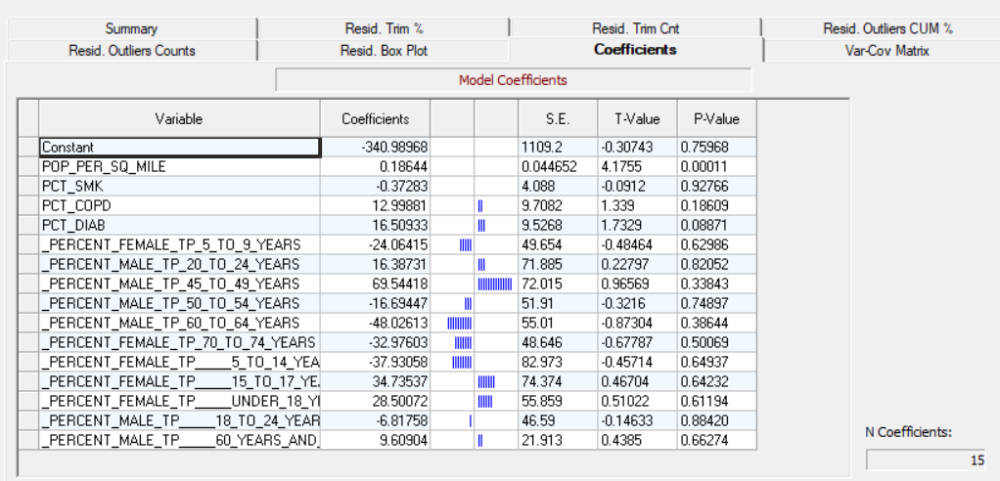 Summary Resid. Trim % Resid. Trim Cnt Resid. Outliers CUM %
Resid. Outliers Counts Resid. Box Plot Coefficients Var-Cov Matrix
Model Coefficients
Variable Coefficients S.E. T-Value P-Value
Constant -340.98968 1109.2 -0.30743 0.75968
POP_PER_SQ_MILE 0.18644 0.044652 4.1755 0.00011
PCT_SMK -0.37283 4.088 -0.0912 0.92766
PCT_COPD 12.99881 9.7082 1.339 0.18609
PCT_DIAB 16.50933 9.5268 1.7329 0.08871
_PERCENT_FEMALE_TP_5_TO_9_YEARS -24.06415 49.654 -0.48464 0.62986
_PERCENT_MALE_TP_20_TO_24_YEARS 16.38731 71.885 0.22797 0.82052
_PERCENT_MALE_TP_45_TO_49_YEARS 69.54418 72.015 0.96569 0.33843
_PERCENT_MALE_TP_50_TO_54_YEARS -16.69447 51.91 -0.3216 0.74897
_PERCENT_MALE_TP_60_TO_64_YEARS -48.02613 55.01 -0.87304 0.38644
_PERCENT_FEMALE_TP_70_TO_74_YEARS -32.97603 48.646 -0.67787 0.50069
_PERCENT_FEMALE_TP_____5_TO_14_YEA -37.93058 82.973 -0.45714 0.64937
_PERCENT_FEMALE_TP_____15_TO_17_YE. 34.73537 74.374 0.46704 0.64232
_PERCENT_FEMALE_TP_____UNDER_18_Y 28.50072 55.859 0.51022 0.61194
_PERCENT_MALE_TP_____18_TO_24_YEAR -6.81758 46.59 -0.14633 0.88420
_PERCENT_MALE_TP_____60_YEARS_AND_ 9.60904 21.913 0.4385 0.66274
N Coefficients:
15